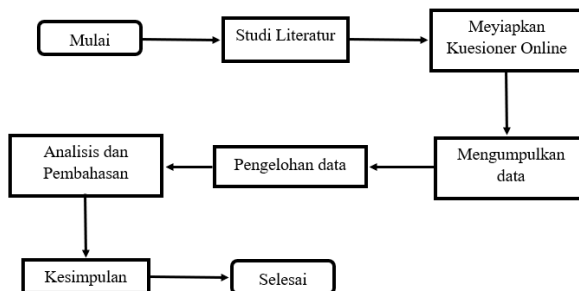 Mulai
Studi Literatur
Meyiapkan
Kuesioner Online
Mengumpulkan
data
Pengelohan data
Analisis dan
Pembahasan
Kesimpulan
Selesai